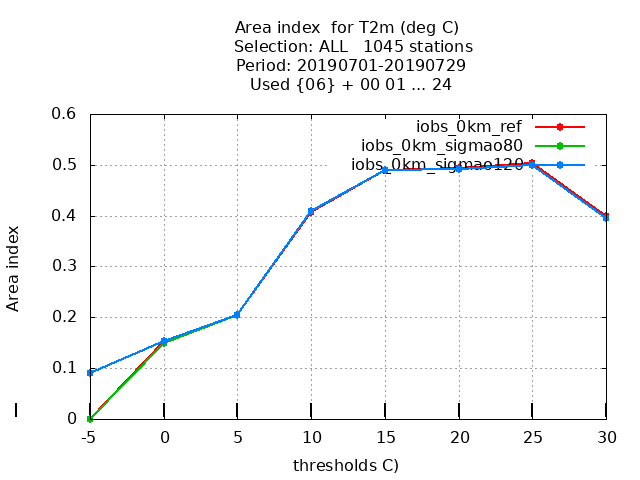 Area index  for T2m (deg C)
Selection: ALL   1045 stations
Period: 20190701-20190729
Used {06} + 00 01 ... 24
iobs_0km_ref
iobs_0km_sigmao80
iobs_0km_sigmao120
Area index
0.6
0.5
0.4
0.3
0.2
0.1
0
-5 0 5 10 15 20 25 30
thresholds C)